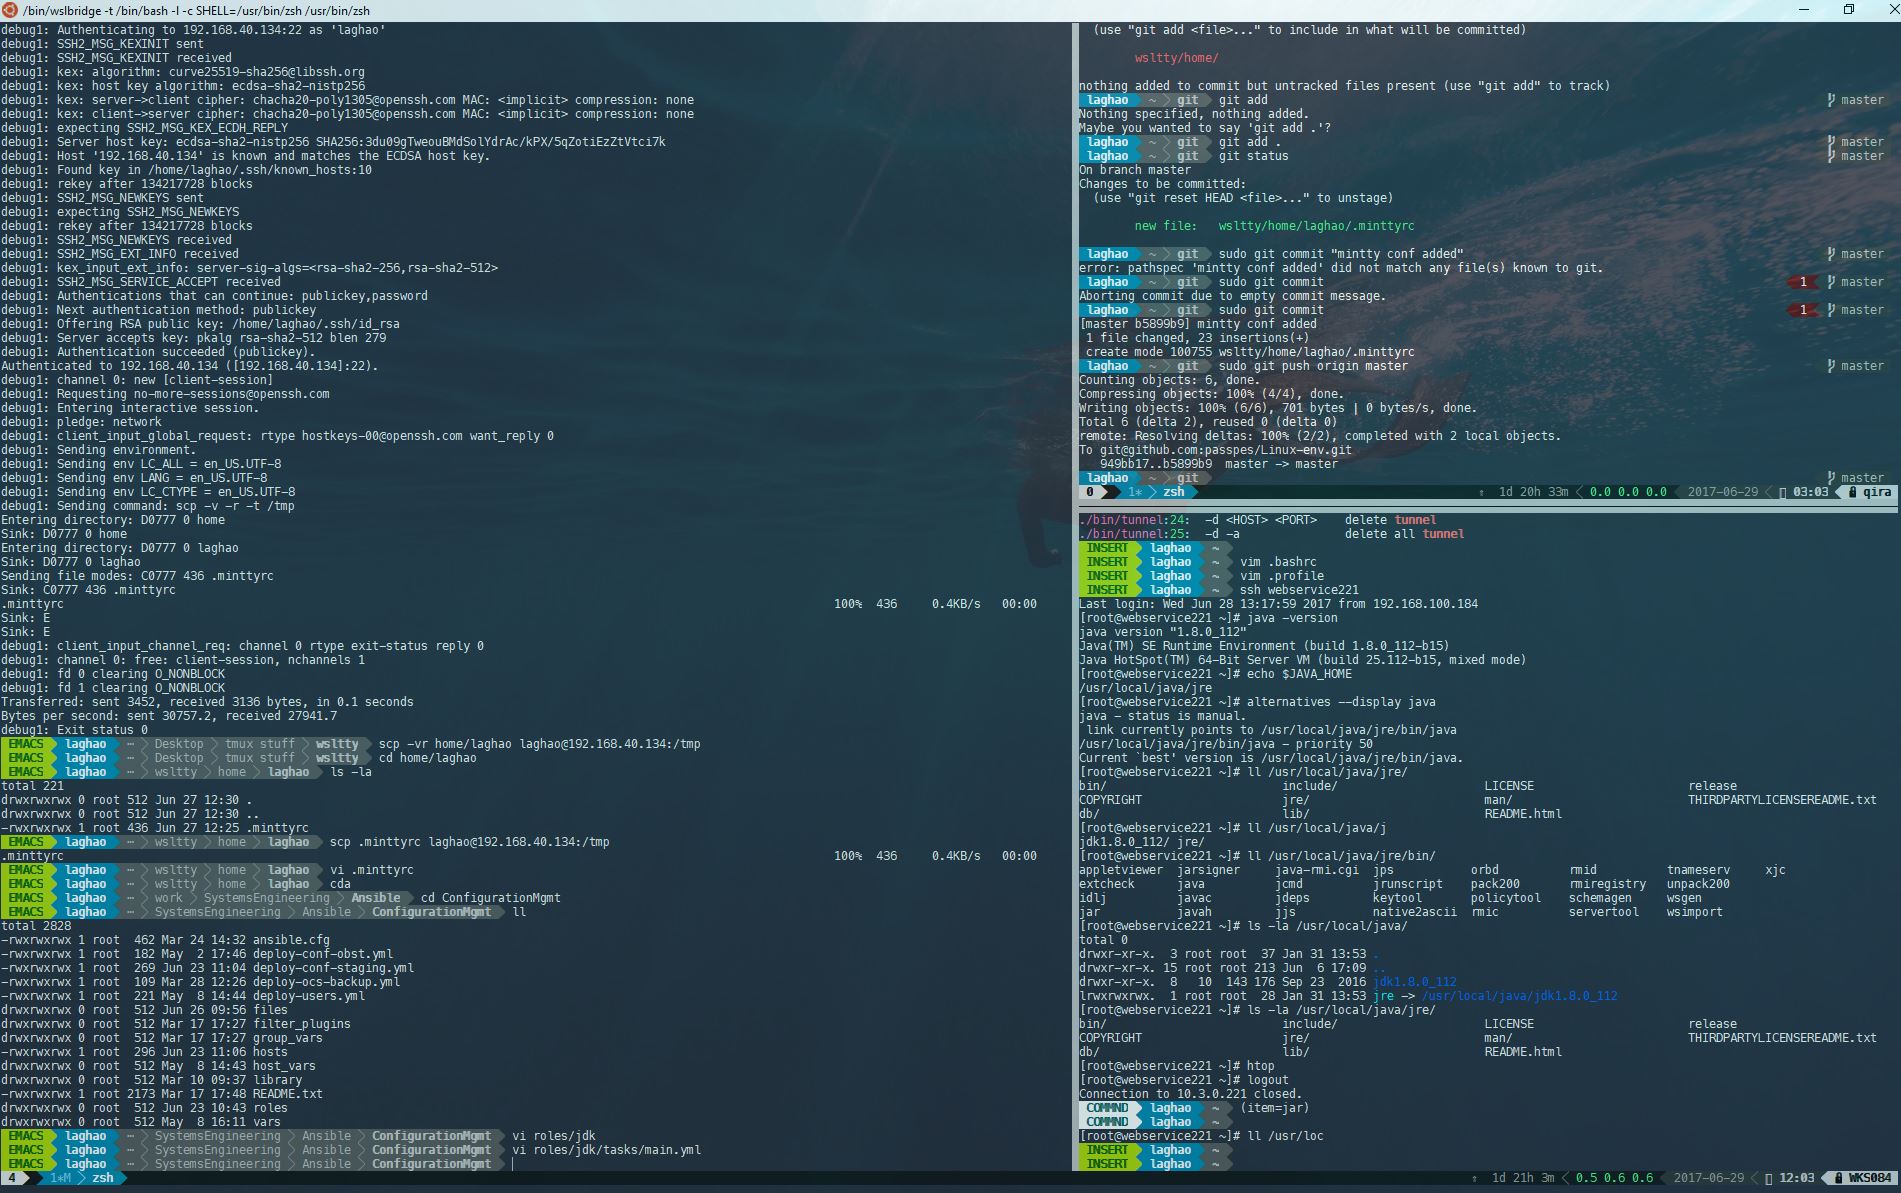 /bin/wslbridge -t /bin/bash -l -c SHELL=/usr/bin/zsh /usr/bin/zsh
debug1: Authenticating to 192.168.40.134:22 as 'laghao'
debug1: SSH2_MSG_KEXINIT sent
debug1: SSH2_MSG_KEXINIT received
debug1: kex: algorithm: curve25519-sha256@libssh.org
debug1: kex: host key algorithm: ecdsa-sha2-nistp256
debug1: kex: server->client cipher: chacha20-poly1305@openssh.com MAC: <implicit> compression: none
debug1: kex: client->server cipher: chacha20-poly1305@openssh.com MAC: <implicit> compression: none
debug1: expecting SSH2_MSG_KEX_ECDH_REPLY
debug1: Server host key: ecdsa-sha2-nistp256 SHA256:3du09gTweouBMdSolYdrAc/kPX/5qZotiEzZtVtci7k
debug1: Host '192.168.40.134' is known and matches the ECDSA host key.
debug1: Found key in /home/laghao/.ssh/known_hosts:10
debug1: rekey after 134217728 blocks
debug1: SSH2_MSG_NEWKEYS sent
debug1: expecting SSH2_MSG_NEWKEYS
debug1: rekey after 134217728 blocks
debug1: SSH2_MSG_NEWKEYS received
debug1: SSH2_MSG_EXT_INFO received
debug1: kex_input_ext_info: server-sig-algs=<rsa-sha2-256,rsa-sha2-512>
debug1: SSH2_MSG_SERVICE_ACCEPT received
debug1: Authentications that can continue: publickey,password
debug1: Next authentication method: publickey
debug1: Offering RSA public key: /home/laghao/.ssh/id_rsa
debug1: Server accepts key: pkalg rsa-sha2-512 blen 279
debug1: Authentication succeeded (publickey).
Authenticated to 192.168.40.134 ([192.168.40.134]:22).
debug1: channel 0: new [client-session]
debug1: Requesting no-more-sessions@openssh.com
debug1: Entering interactive session.
debug1: pledge: network
debug1: client_input_global_request: rtype hostkeys-00@openssh.com want_reply 0
debug1: Sending environment.
debug1: Sending env LC_ALL = en_US.UTF-8
debug1: Sending env LANG = en_US.UTF-8
debug1: Sending env LC_CTYPE = en_US.UTF-8
debug1: Sending command: scp -v -r -t /tmp
Entering directory: D0777 0 home
Sink: D0777 0 home
Entering directory: D0777 0 laghao
Sink: D0777 0 laghao
Sending file modes: C0777 436 .minttyrc
Sink: C0777 436 .minttyrc
.minttyrc 100% 436 0.4KB/s 00:00
Sink: E
Sink: E
debug1: client_input_channel_req: channel 0 rtype exit-status reply 0
debug1: channel 0: free: client-session, nchannels 1
debug1: fd 0 clearing O_NONBLOCK
debug1: fd 1 clearing O_NONBLOCK
Transferred: sent 3452, received 3136 bytes, in 0.1 seconds
Bytes per second: sent 30757.2, received 27941.7
debug1: Exit status 0
EMACS laghao ⋯ Desktop tmux stuff wsltty scp -vr home/laghao laghao@192.168.40.134:/tmp
EMACS laghao ⋯ Desktop tmux stuff wsltty cd home/laghao
EMACS laghao ⋯ wsltty home laghao ls -la
total 221
drwxrwxrwx 0 root 512 Jun 27 12:30 .
drwxrwxrwx 0 root 512 Jun 27 12:30 ..
-rwxrwxrwx 1 root 436 Jun 27 12:25 .minttyrc
EMACS laghao ⋯ wsltty home laghao scp .minttyrc laghao@192.168.40.134:/tmp
.minttyrc 100% 436 0.4KB/s 00:00
EMACS laghao ⋯ wsltty home laghao vi .minttyrc
EMACS laghao ⋯ wsltty home laghao cda
EMACS laghao ⋯ work SystemsEngineering Ansible cd ConfigurationMgmt
EMACS laghao ⋯ SystemsEngineering Ansible ConfigurationMgmt ll
total 2828
-rwxrwxrwx 1 root 462 Mar 24 14:32 ansible.cfg
-rwxrwxrwx 1 root 182 May 2 17:46 deploy-conf-obst.yml
-rwxrwxrwx 1 root 269 Jun 23 11:04 deploy-conf-staging.yml
-rwxrwxrwx 1 root 109 Mar 28 12:26 deploy-ocs-backup.yml
-rwxrwxrwx 1 root 221 May 8 14:44 deploy-users.yml
drwxrwxrwx 0 root 512 Jun 26 09:56 files
drwxrwxrwx 0 root 512 Mar 17 17:27 filter_plugins
drwxrwxrwx 0 root 512 Mar 17 17:27 group_vars
-rwxrwxrwx 1 root 296 Jun 23 11:06 hosts
drwxrwxrwx 0 root 512 May 8 14:43 host_vars
drwxrwxrwx 0 root 512 Mar 10 09:37 library
-rwxrwxrwx 1 root 2173 Mar 17 17:48 README.txt
drwxrwxrwx 0 root 512 Jun 23 10:43 roles
drwxrwxrwx 0 root 512 May 8 16:11 vars
EMACS laghao ⋯ SystemsEngineering Ansible ConfigurationMgmt vi roles/jdk
EMACS laghao ⋯ SystemsEngineering Ansible ConfigurationMgmt vi roles/jdk/tasks/main.yml
EMACS laghao ⋯ SystemsEngineering Ansible ConfigurationMgmt
(use "git add <file>..." to include in what will be committed)
wsltty/home/
nothing added to commit but untracked files present (use "git add" to track)
laghao ~ git git add master
Nothing specified, nothing added.
Maybe you wanted to say 'git add .'?
laghao ~ git git add . master
laghao ~ git git status master
On branch master
Changes to be committed:
(use "git reset HEAD <file>..." to unstage)
new file: wsltty/home/laghao/.minttyrc
laghao ~ git sudo git commit "mintty conf added" master
error: pathspec 'mintty conf added' did not match any file(s) known to git.
laghao ~ git sudo git commit 1 master
Aborting commit due to empty commit message.
laghao ~ git sudo git commit 1 master
[master b5899b9] mintty conf added
1 file changed, 23 insertions(+)
create mode 100755 wsltty/home/laghao/.minttyrc
laghao ~ git sudo git push origin master master
Counting objects: 6, done.
Compressing objects: 100% (4/4), done.
Writing objects: 100% (6/6), 701 bytes | 0 bytes/s, done.
Total 6 (delta 2), reused 0 (delta 0)
remote: Resolving deltas: 100% (2/2), completed with 2 local objects.
To git@github.com:passpes/Linux-env.git
949bb17..b5899b9 master -> master
laghao ~ git master
0 1* zsh ↑ 1d 20h 33m 0.0 0.0 0.0 2017-06-29 03:03 qira
./bin/tunnel:24: -d <HOST> <PORT> delete tunnel
./bin/tunnel:25: -d -a delete all tunnel
INSERT laghao ~
INSERT laghao ~ vim .bashrc
INSERT laghao ~ vim .profile
INSERT laghao ~ ssh webservice221
Last login: Wed Jun 28 13:17:59 2017 from 192.168.100.184
[root@webservice221 ~]# java -version
java version "1.8.0_112"
Java(TM) SE Runtime Environment (build 1.8.0_112-b15)
Java HotSpot(TM) 64-Bit Server VM (build 25.112-b15, mixed mode)
[root@webservice221 ~]# echo $JAVA_HOME
/usr/local/java/jre
[root@webservice221 ~]# alternatives --display java
java - status is manual.
link currently points to /usr/local/java/jre/bin/java
/usr/local/java/jre/bin/java - priority 50
Current `best' version is /usr/local/java/jre/bin/java.
[root@webservice221 ~]# ll /usr/local/java/jre/
bin/ include/ LICENSE release
COPYRIGHT jre/ man/ THIRDPARTYLICENSEREADME.txt
db/ lib/ README.html
[root@webservice221 ~]# ll /usr/local/java/j
jdk1.8.0_112/ jre/
[root@webservice221 ~]# ll /usr/local/java/jre/bin/
appletviewer jarsigner java-rmi.cgi jps orbd rmid tnameserv xjc
extcheck java jcmd jrunscript pack200 rmiregistry unpack200
idlj javac jdeps keytool policytool schemagen wsgen
jar javah jjs native2ascii rmic servertool wsimport
[root@webservice221 ~]# ls -la /usr/local/java/
total 0
drwxr-xr-x. 3 root root 37 Jan 31 13:53 .
drwxr-xr-x. 15 root root 213 Jun 6 17:09 ..
drwxr-xr-x. 8 10 143 176 Sep 23 2016 jdk1.8.0_112
lrwxrwxrwx. 1 root root 28 Jan 31 13:53 jre -> /usr/local/java/jdk1.8.0_112
[root@webservice221 ~]# ls -la /usr/local/java/jre/
bin/ include/ LICENSE release
COPYRIGHT jre/ man/ THIRDPARTYLICENSEREADME.txt
db/ lib/ README.html
[root@webservice221 ~]# htop
[root@webservice221 ~]# logout
Connection to 10.3.0.221 closed.
COMMND laghao ~ (item=jar)
COMMND laghao ~
[root@webservice221 ~]# ll /usr/loc
INSERT laghao ~
INSERT laghao ~
4 1*M zsh ↑ 1d 21h 3m 0.5 0.6 0.6 2017-06-29 12:03 WKS084